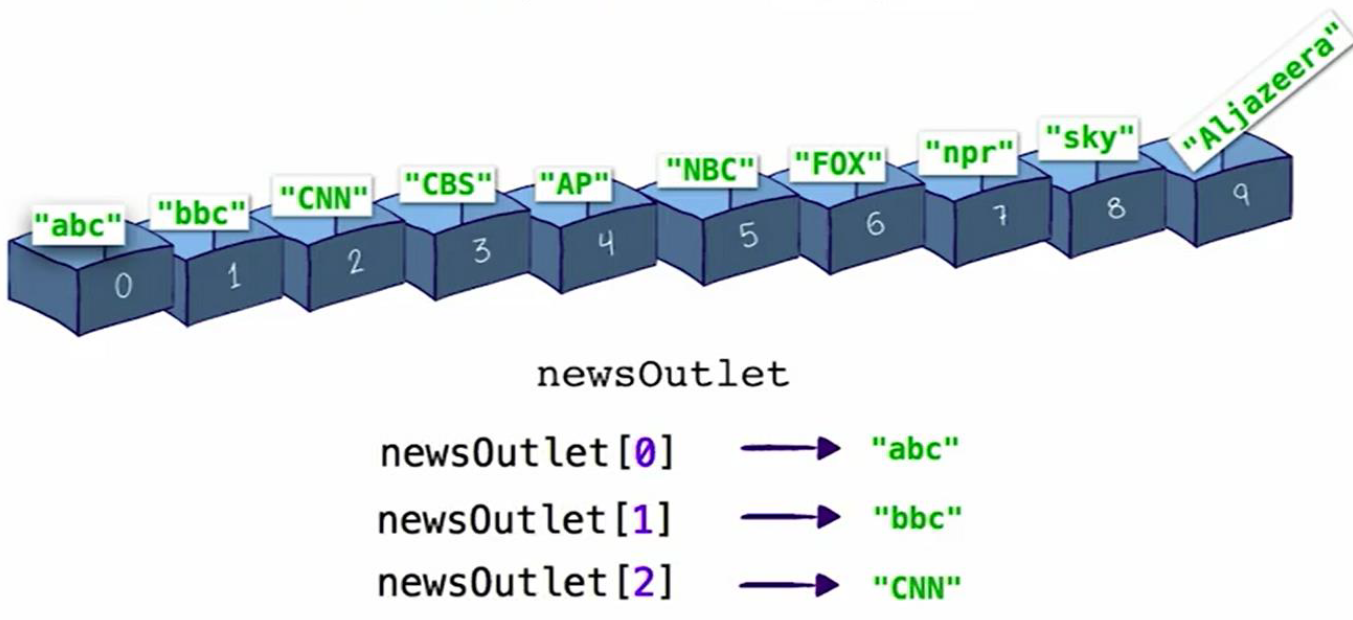 "abc" "bbc" "CNN" "CBS" "AP" "NBC" "FOX" "npr" "sky" "Aljazeera"
0 1 2 3 4 5 6 7 8 9
newsOutlet
newsOutlet[0] "abc"
newsOutlet[1] "bbc"
newsOutlet[2] "CNN"